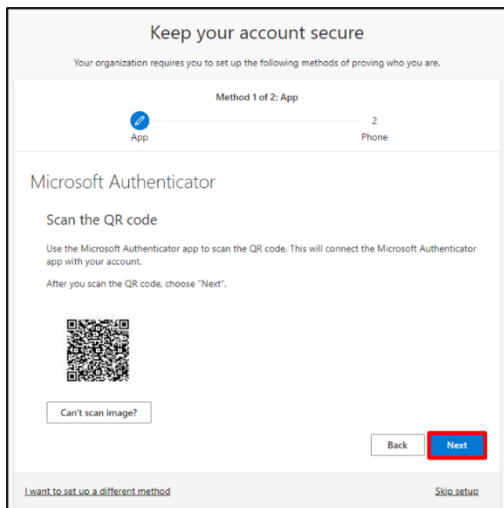 Keep your account secure
Your organization requires you to set up the following methods of proving who you are.
Method 1 of 2: App
2
App
Phone
Microsoft Authenticator
Scan the QR code
Use the Microsoft Authenticator app to scan the QR code. This will connect the Microsoft Authenticator
app with your account.
After you scan the QR code, choose "Next".
Can't scan image?
Back
Next
I want to set up a different method
Skip setup